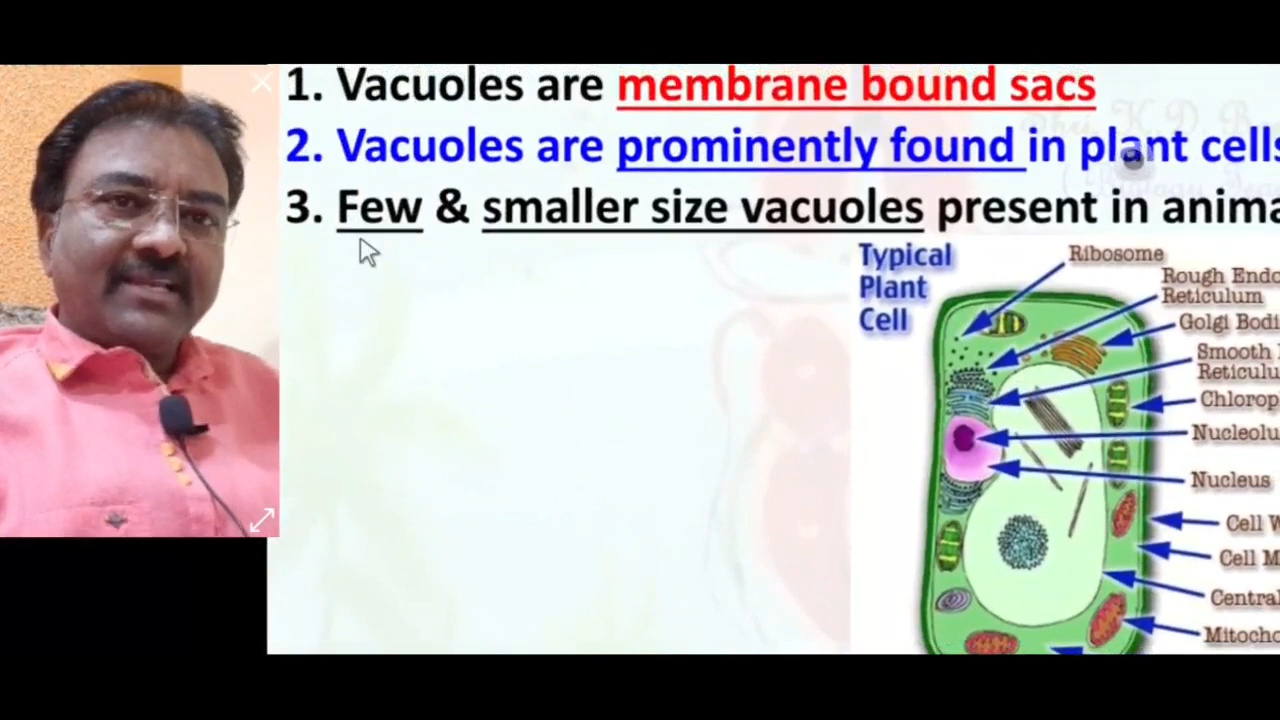 1. Vacuoles are membrane bound sacs
2. Vacuoles are prominently found in plant cells
3. Few & smaller size vacuoles present in anima
Typical
Plant
Cell
Ribosome
Rough Endo
Reticulum
Golgi Bodi
Smooth
Reticulu
Chlorop
Nucleolu
Nucleus
Cell W
Cell M
Central
Mitocho